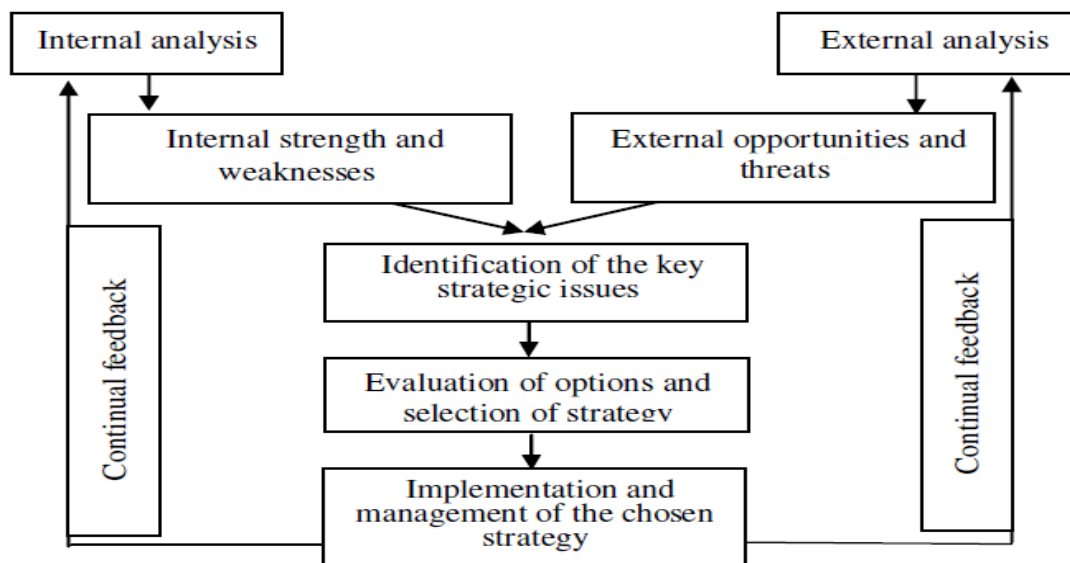 Internal analysis
External analysis
Internal strength and
weaknesses
External opportunities and
threats
Identification of the key
strategic issues
Evaluation of options and
selection of strategy
Implementation and
management of the chosen
strategy
Continual feedback
Continual feedback